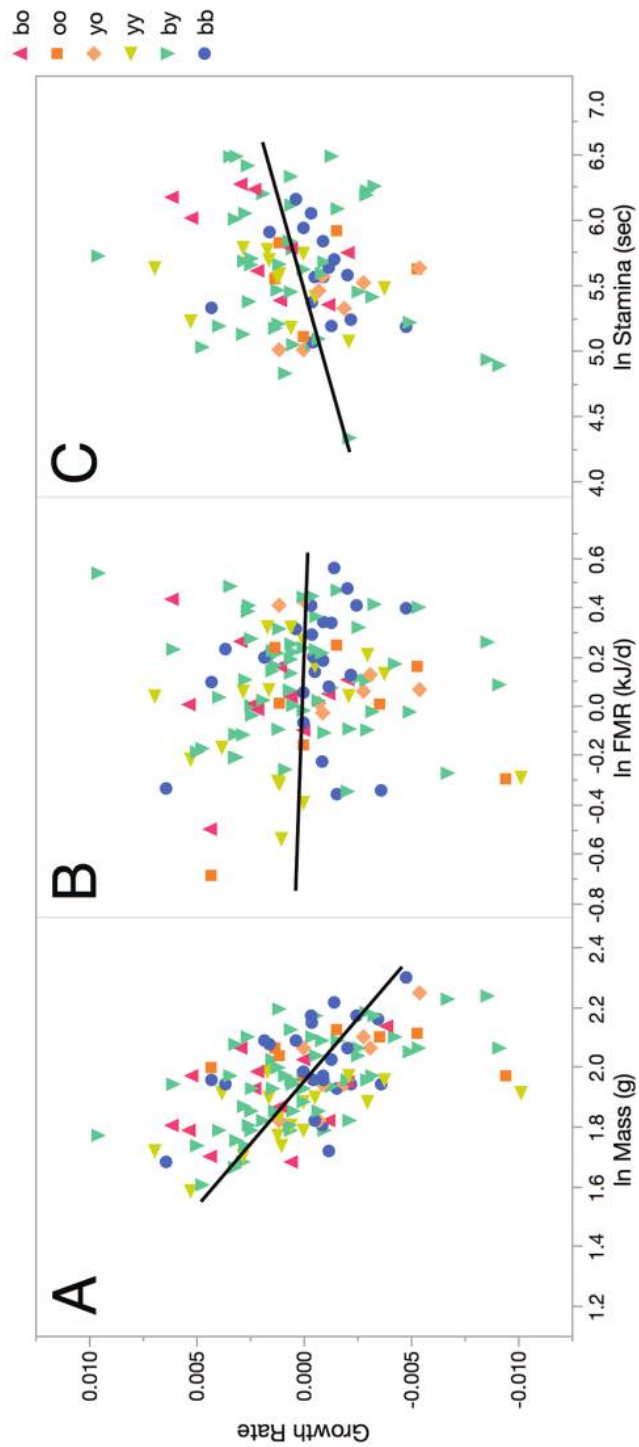 A
B
C
bo
oo
yo
yy
by
bb
Growth Rate
0.010
0.005
0.000
-0.005
-0.010
1.2 1.4 1.6 1.8 2.0 2.2 2.4
ln Mass (g)
-0.8 -0.6 -0.4 -0.2 0.0 0.2 0.4 0.6
ln FMR (kJ/d)
4.0 4.5 5.0 5.5 6.0 6.5 7.0
ln Stamina (sec)